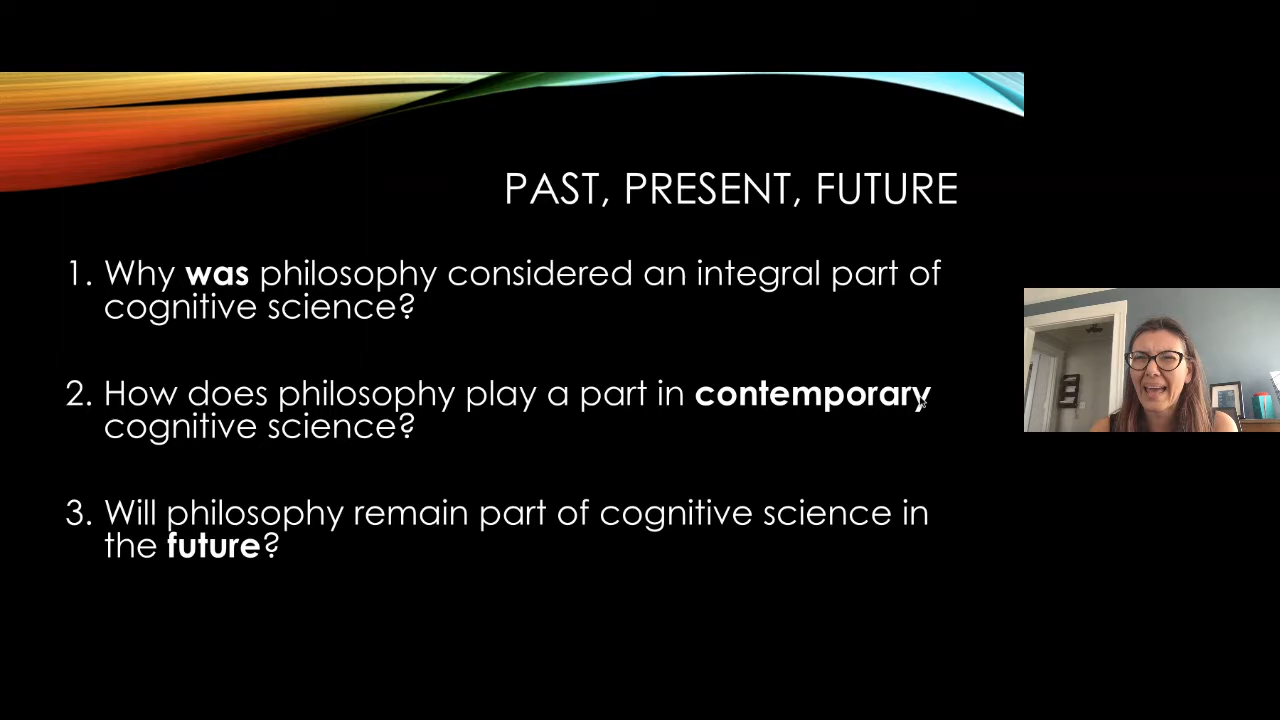 PAST, PRESENT, FUTURE
1. Why was philosophy considered an integral part of
cognitive science?
2. How does philosophy play a part in contemporary
cognitive science?
3. Will philosophy remain part of cognitive science in
the future?